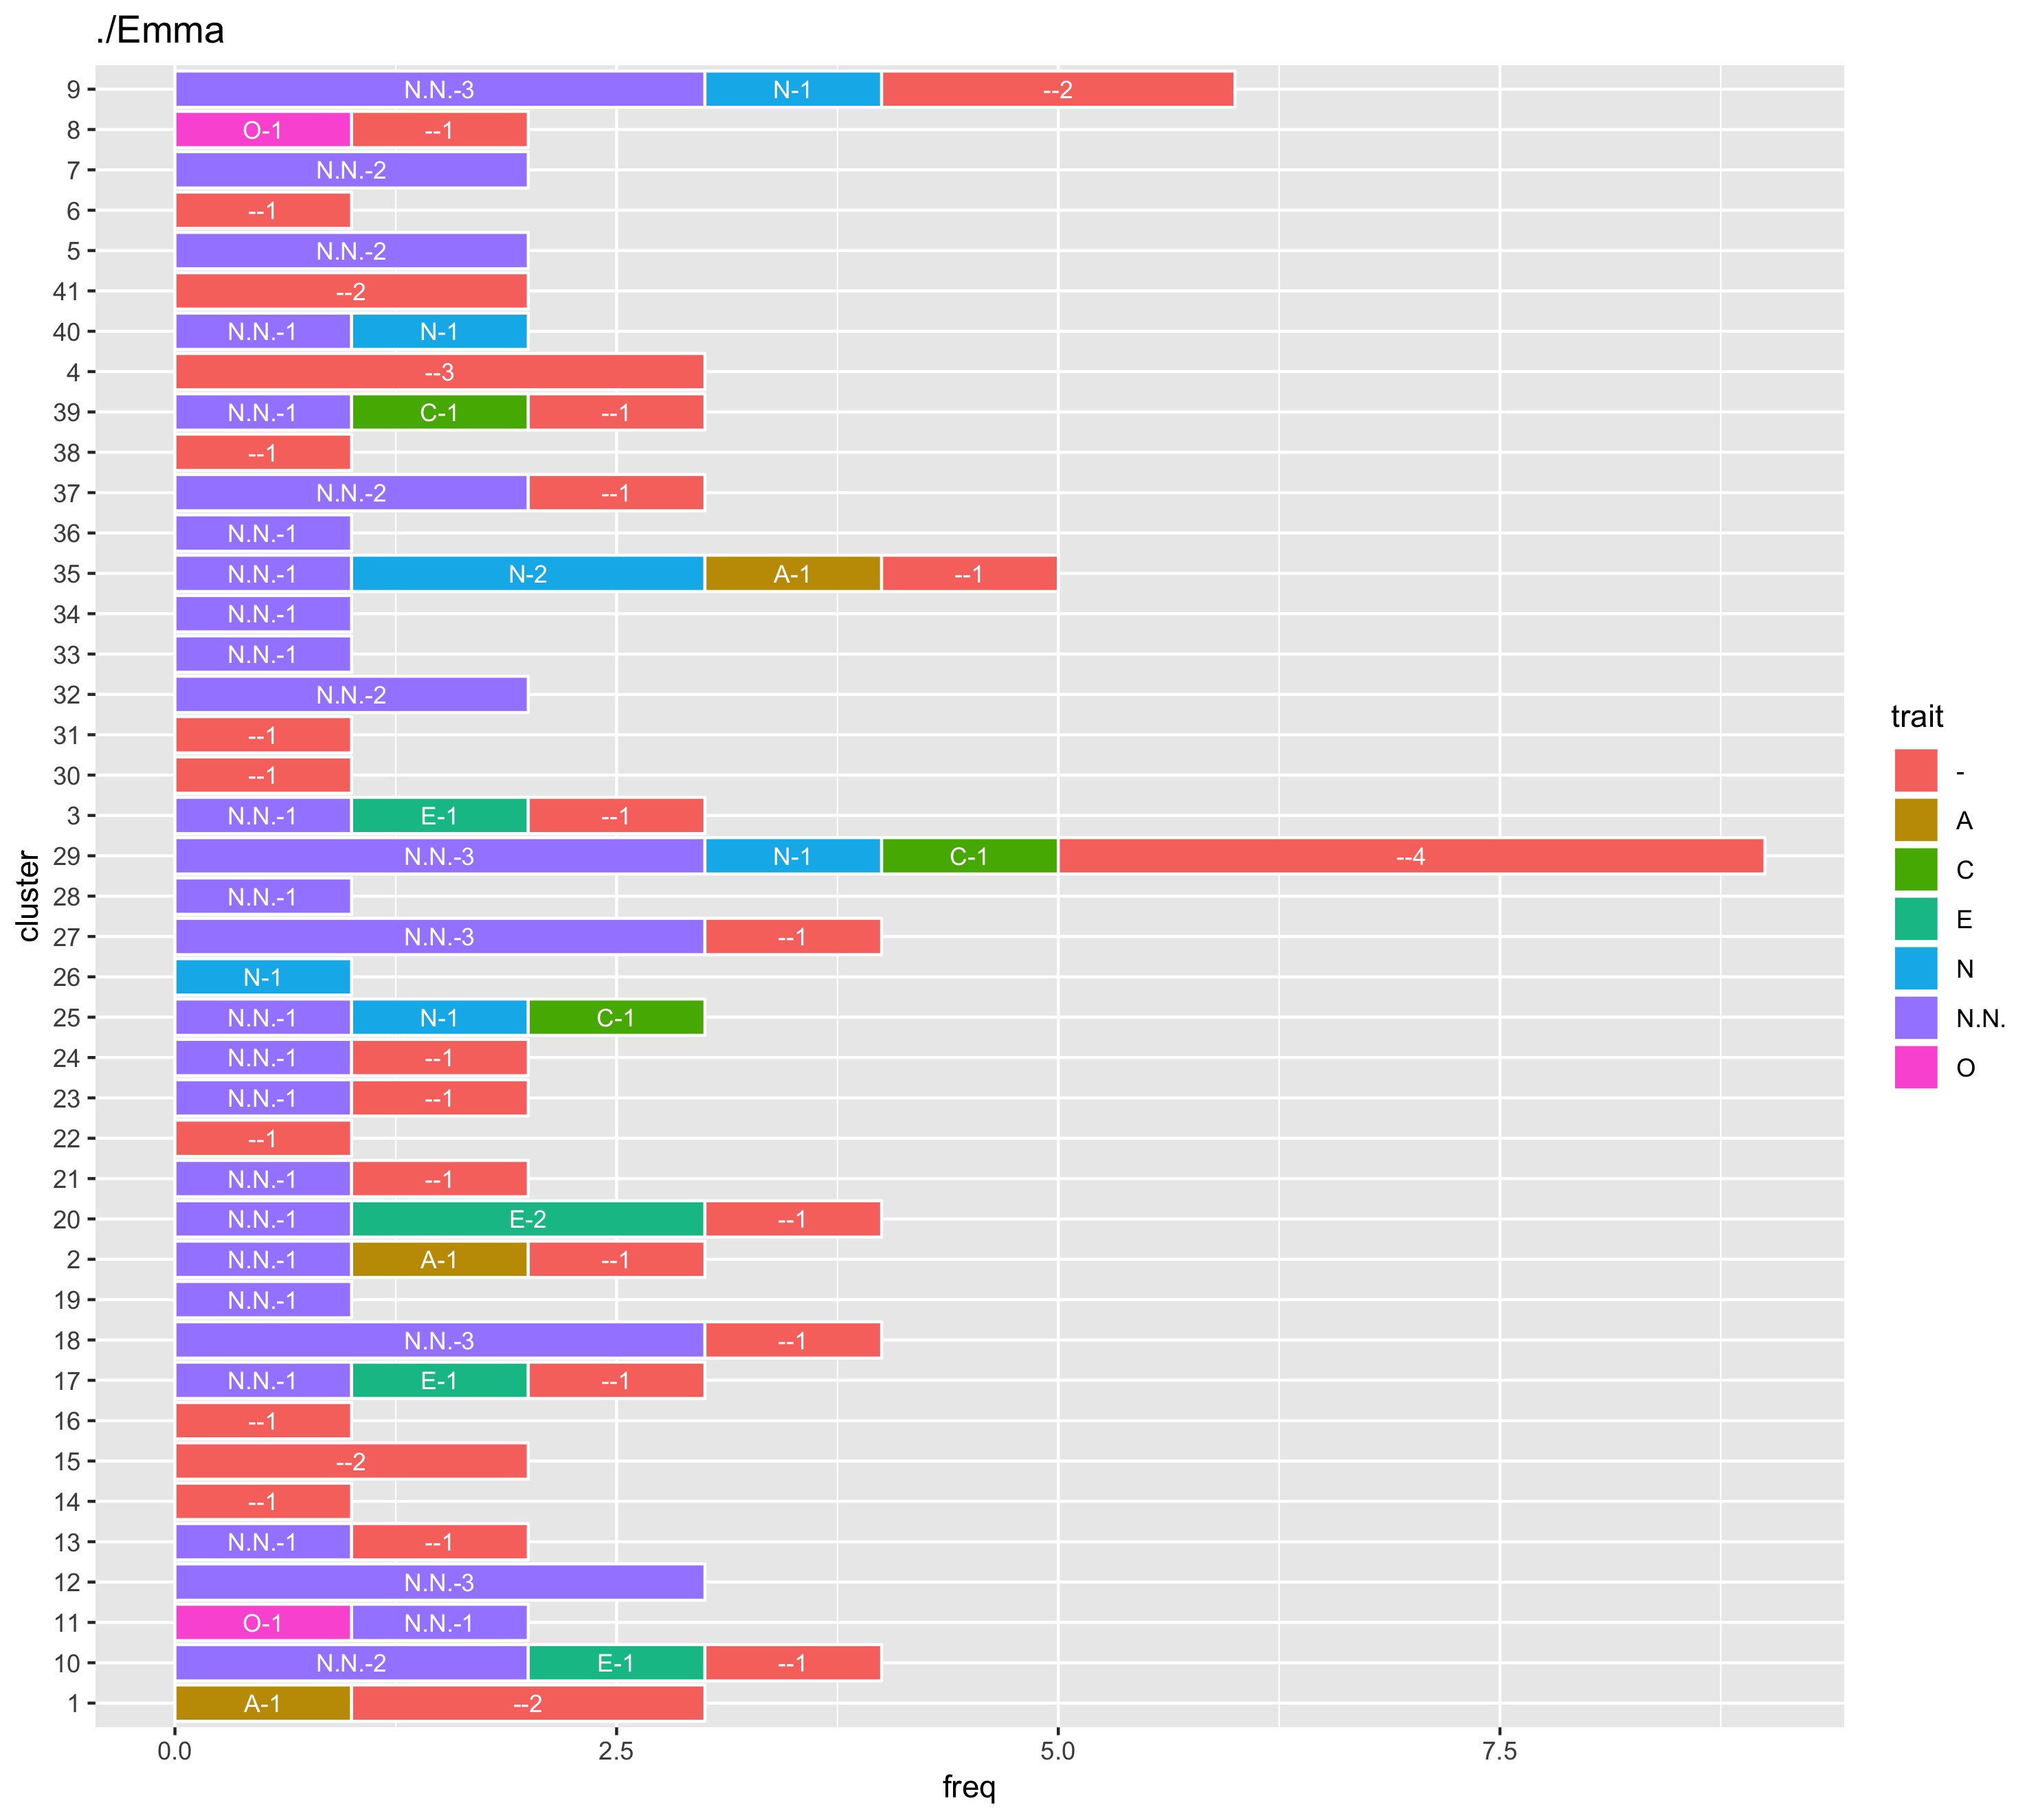 ./Emma
9 N.N.-3 N-1 --2
8 O-1 --1
7 N.N.-2
6 --1
5 N.N.-2
41 --2
40 N.N.-1 N-1
4 --3
39 N.N.-1 C-1 --1
38 --1
37 N.N.-2 --1
36 N.N.-1
35 N.N.-1 N-2 A-1 --1
34 N.N.-1
33 N.N.-1
32 N.N.-2
31 --1
30 --1
3 N.N.-1 E-1 --1
29 N.N.-3 N-1 C-1 --4
28 N.N.-1
27 N.N.-3 --1
26 N-1
25 N.N.-1 N-1 C-1
24 N.N.-1 --1
23 N.N.-1 --1
22 --1
21 N.N.-1 --1
20 N.N.-1 E-2 --1
2 N.N.-1 A-1 --1
19 N.N.-1
18 N.N.-3 --1
17 N.N.-1 E-1 --1
16 --1
15 --2
14 --1
13 N.N.-1 --1
12 N.N.-3
11 O-1 N.N.-1
10 N.N.-2 E-1 --1
1 A-1 --2
0.0 2.5 5.0 7.5
freq
cluster
trait
-
A
C
E
N
N.N.
O